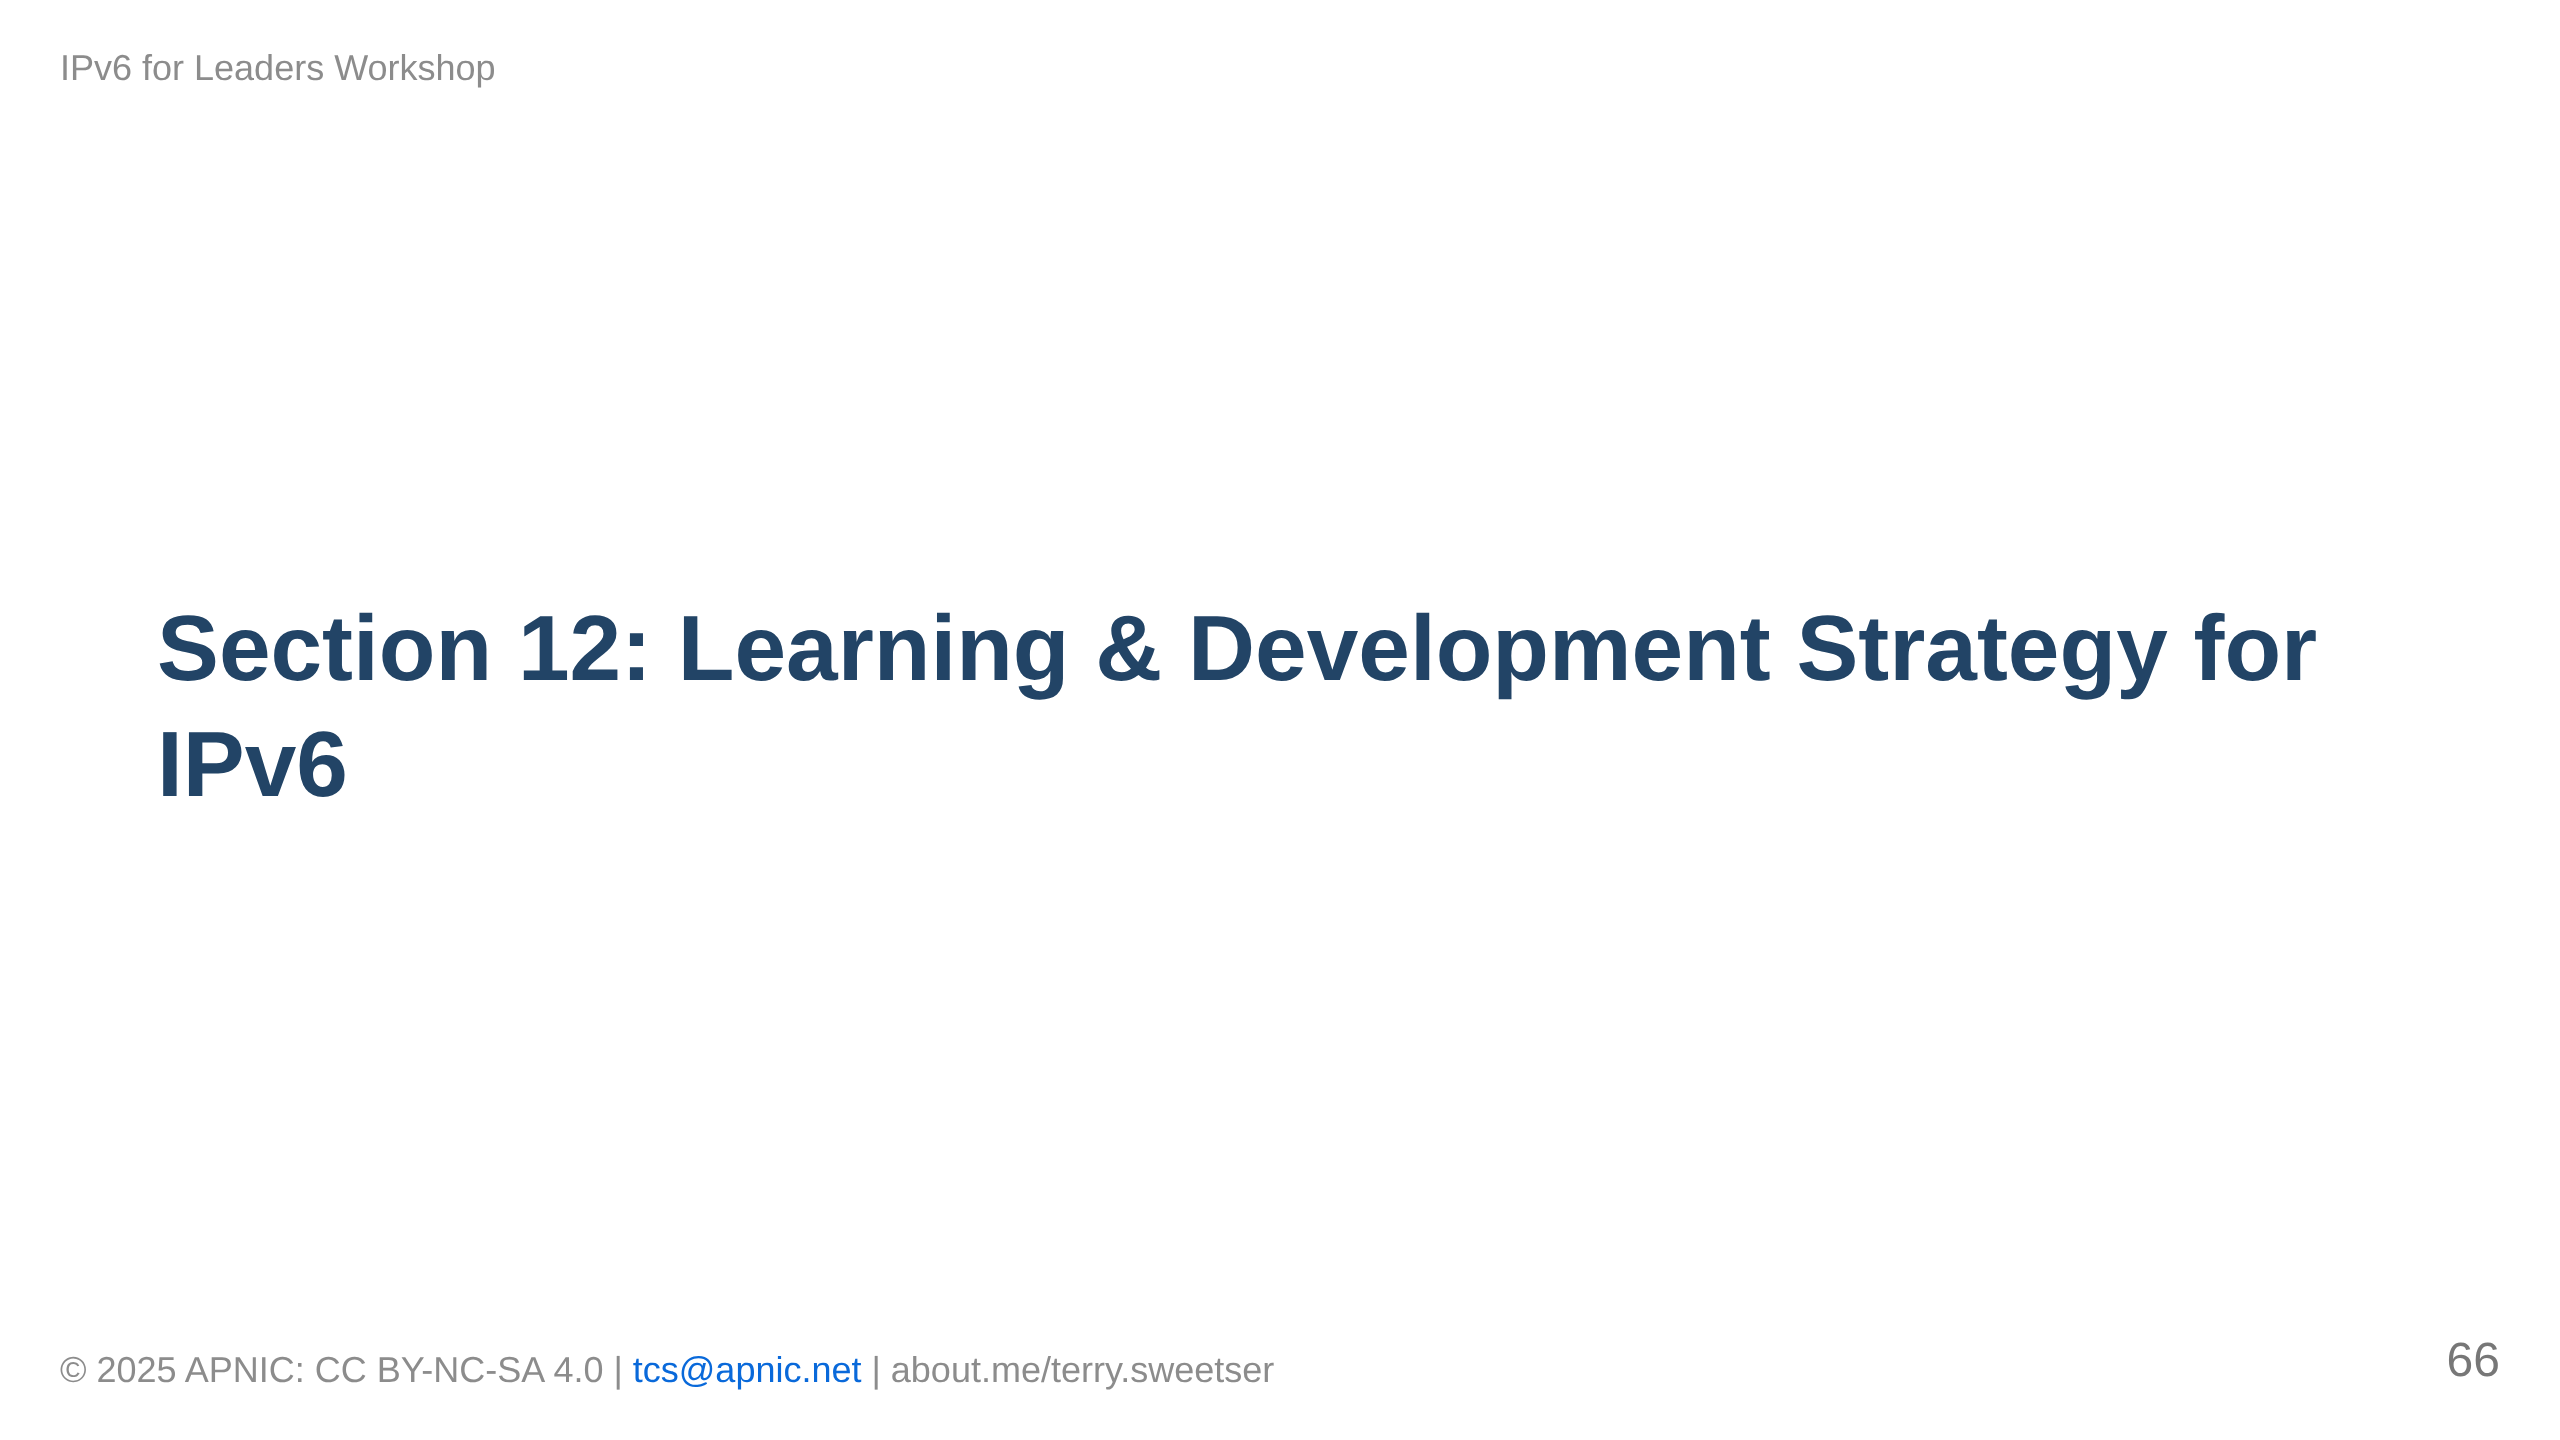 IPv6 for Leaders Workshop
Section 12: Learning & Development Strategy for
IPv6
© 2025 APNIC: CC BY-NC-SA 4.0 | tcs@apnic.net | about.me/terry.sweetser
66